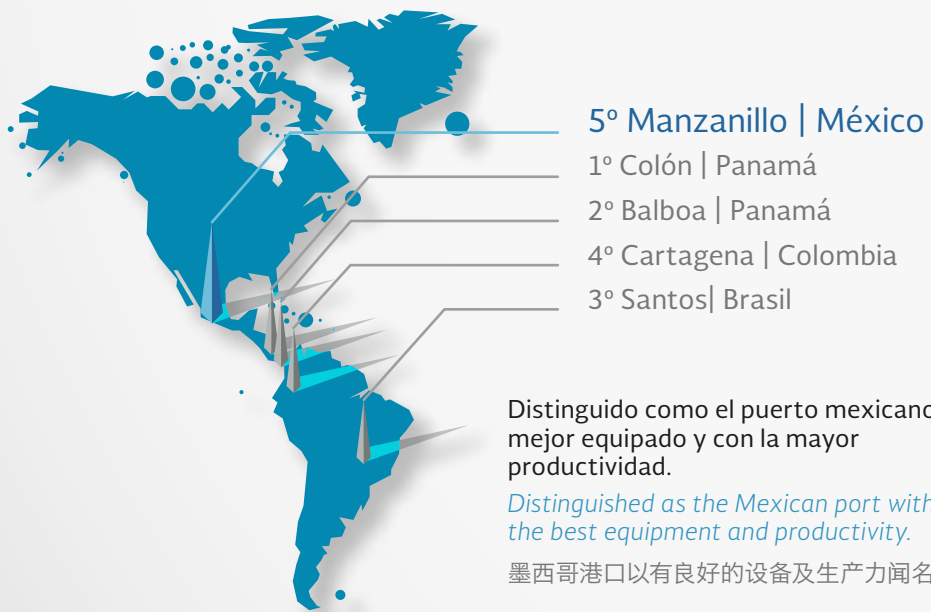 5º Manzanillo | México
1º Colón | Panamá
2º Balboa | Panamá
4º Cartagena | Colombia
3º Santos| Brasil
Distinguido como el puerto mexicano
mejor equipado y con la mayor
productividad.
Distinguished as the Mexican port with
the best equipment and productivity.
墨西哥港口以有良好的设备及生产力闻名